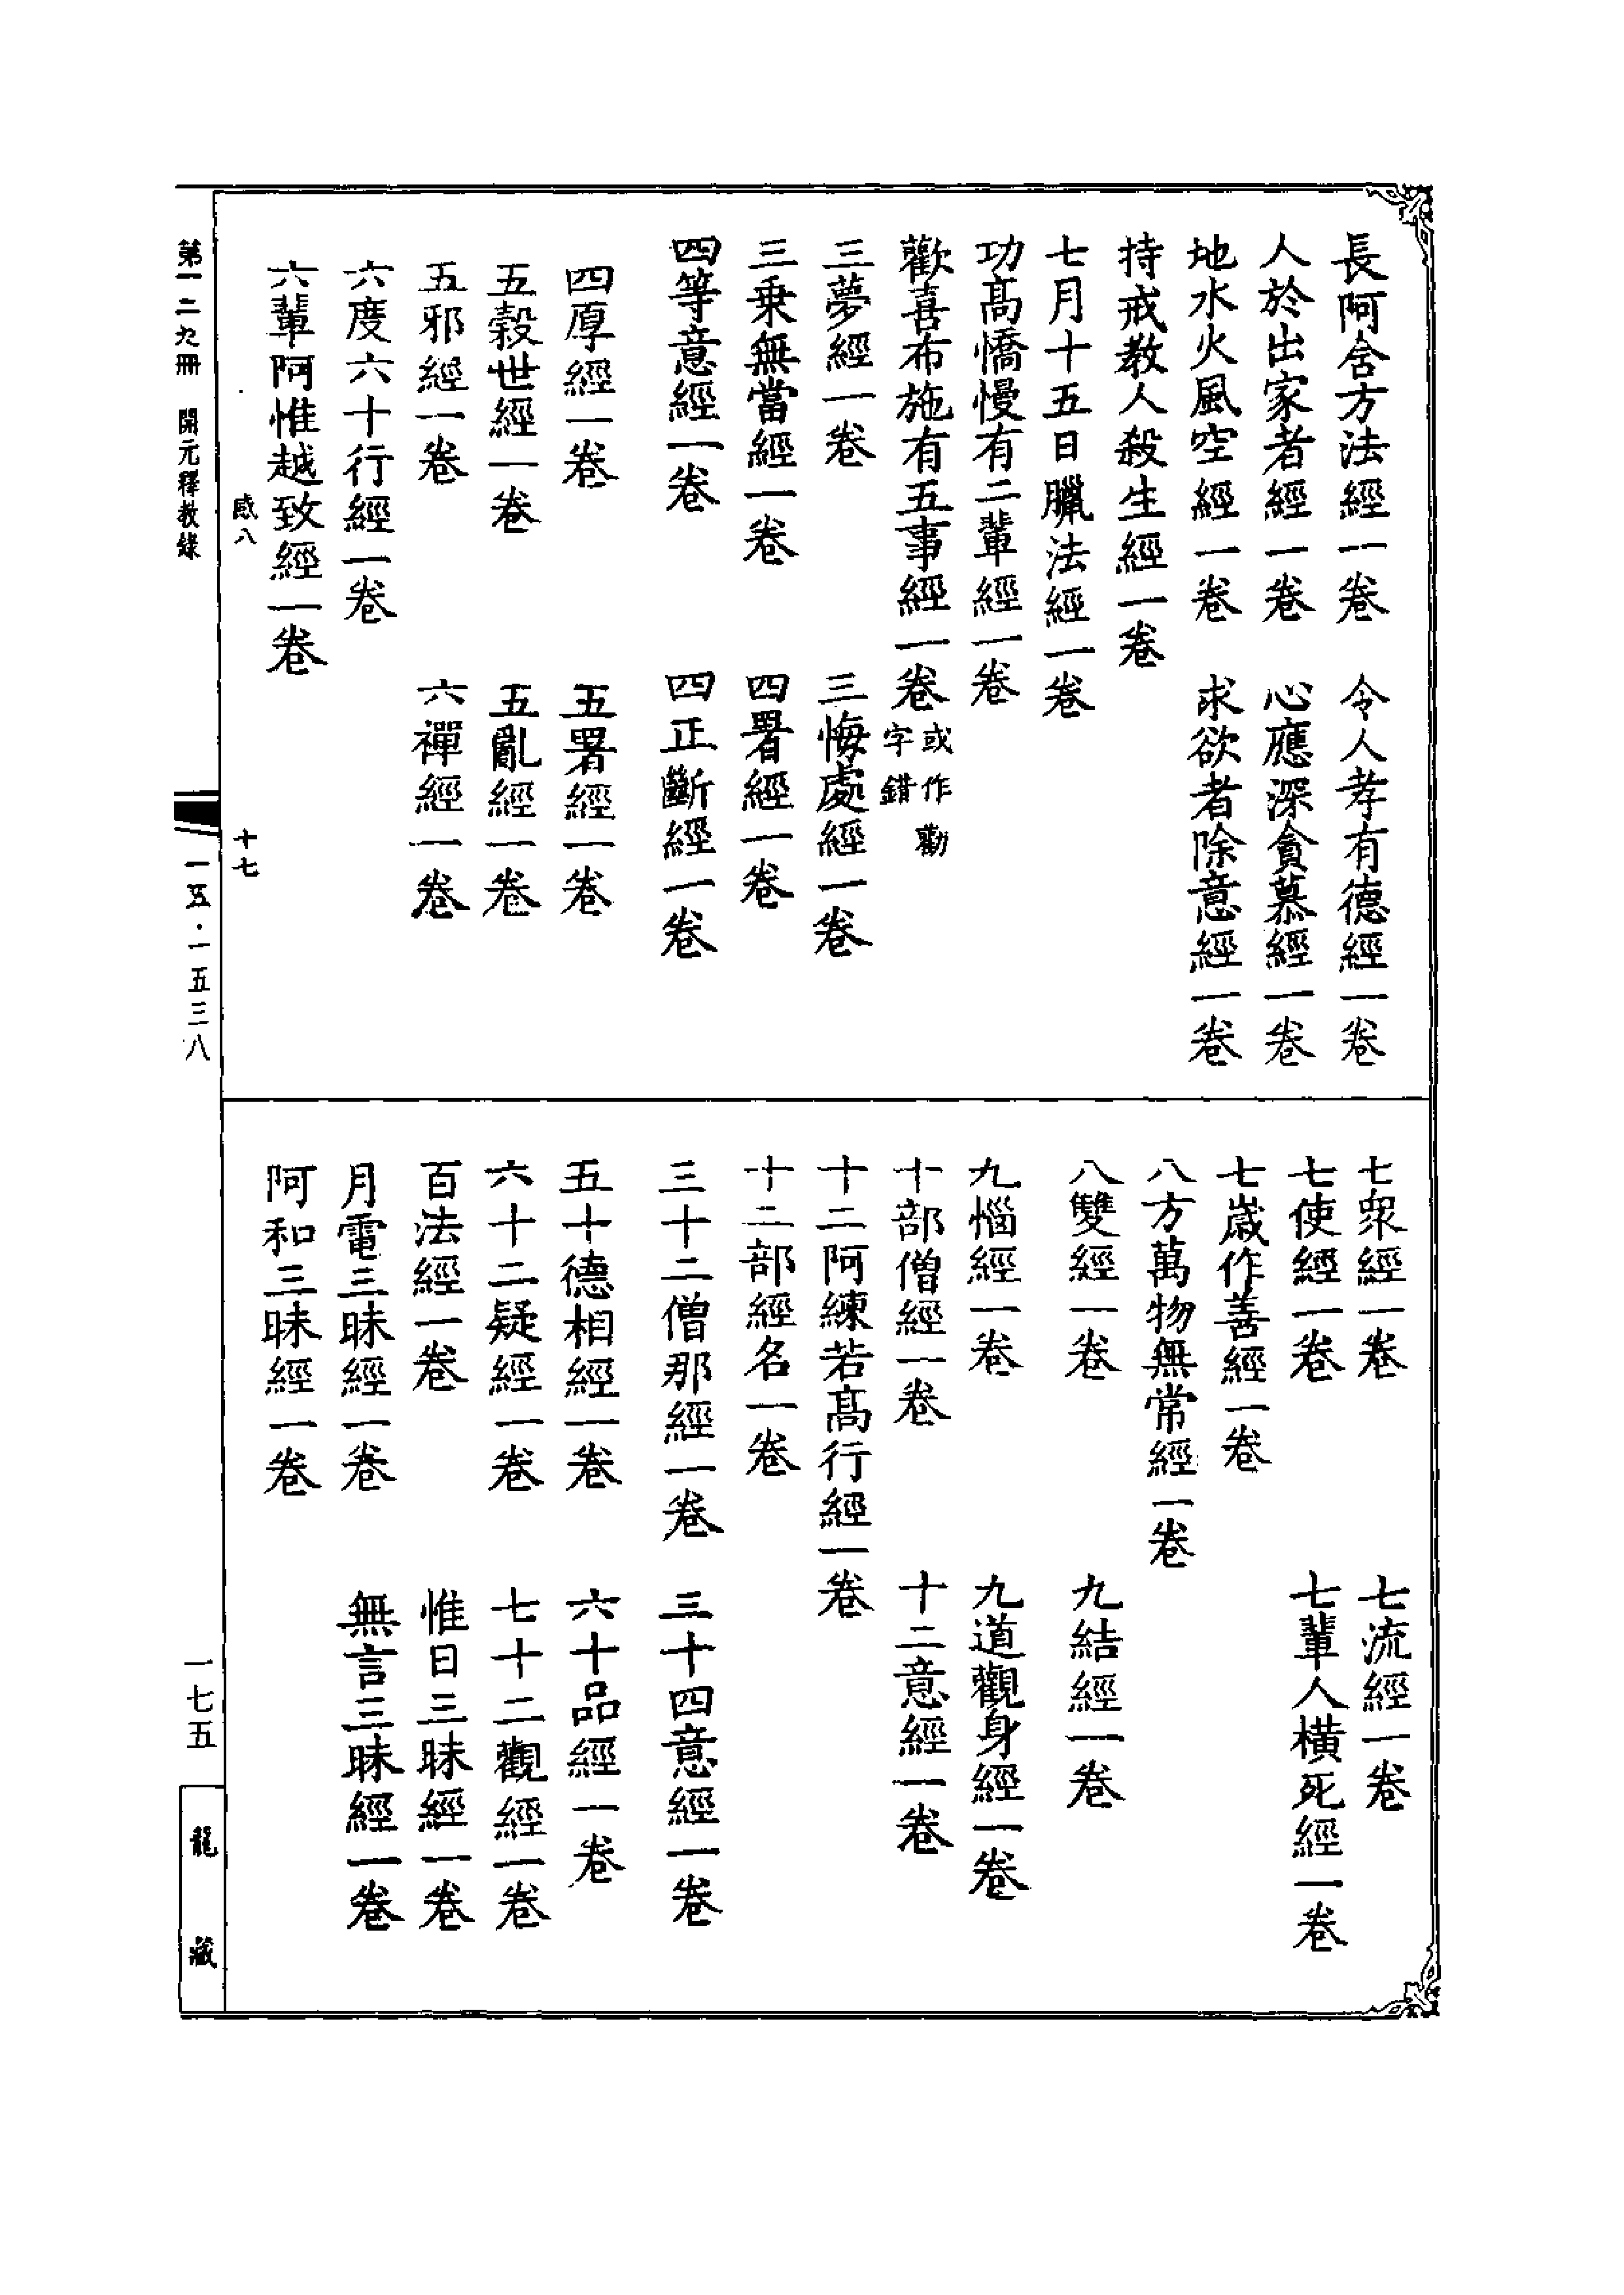 長阿含方法經一卷　令人孝有德經一卷
人於出家者經一卷　心應深貪慕經一卷
地水火風空經一卷　求欲者除意經一卷
持戒教人殺生經一卷
七月十五日臘法經一卷
功高憍慢有二輩經一卷
歡喜布施有五事經一卷或作勸字錯
三夢經一卷　三悔處經一卷
三乗無當經一卷　四署經一卷
四等意經一卷　四正斷經一卷
四厚經一卷　五署經一卷
五穀世經一卷　五亂經一卷
五邪經一卷　六禪經一卷
六度六十行經一卷
六輩阿惟越致經一卷
感八　十七
七衆經一卷　七流經一卷
七使經一卷　七輩人橫死經一卷
七歲作善經一卷
八方萬物無常經一卷
八雙經一卷　九結經一卷
九惱經一卷　九道觀身經一卷
十部僧經一卷　十二意經一卷
十二阿練若高行經一卷
十二部經名一卷
三十二僧那經一卷　三十四意經一卷
五十德相經一卷　六十品經一卷
六十二疑經一卷　七十二觀經一卷
百法經一卷　惟日三昧經一卷
月電三昧經一卷　無言三昧經一卷
阿和三昧經一卷
第一二九冊　開元釋教錄　一五·一五三八　一七五　龍藏